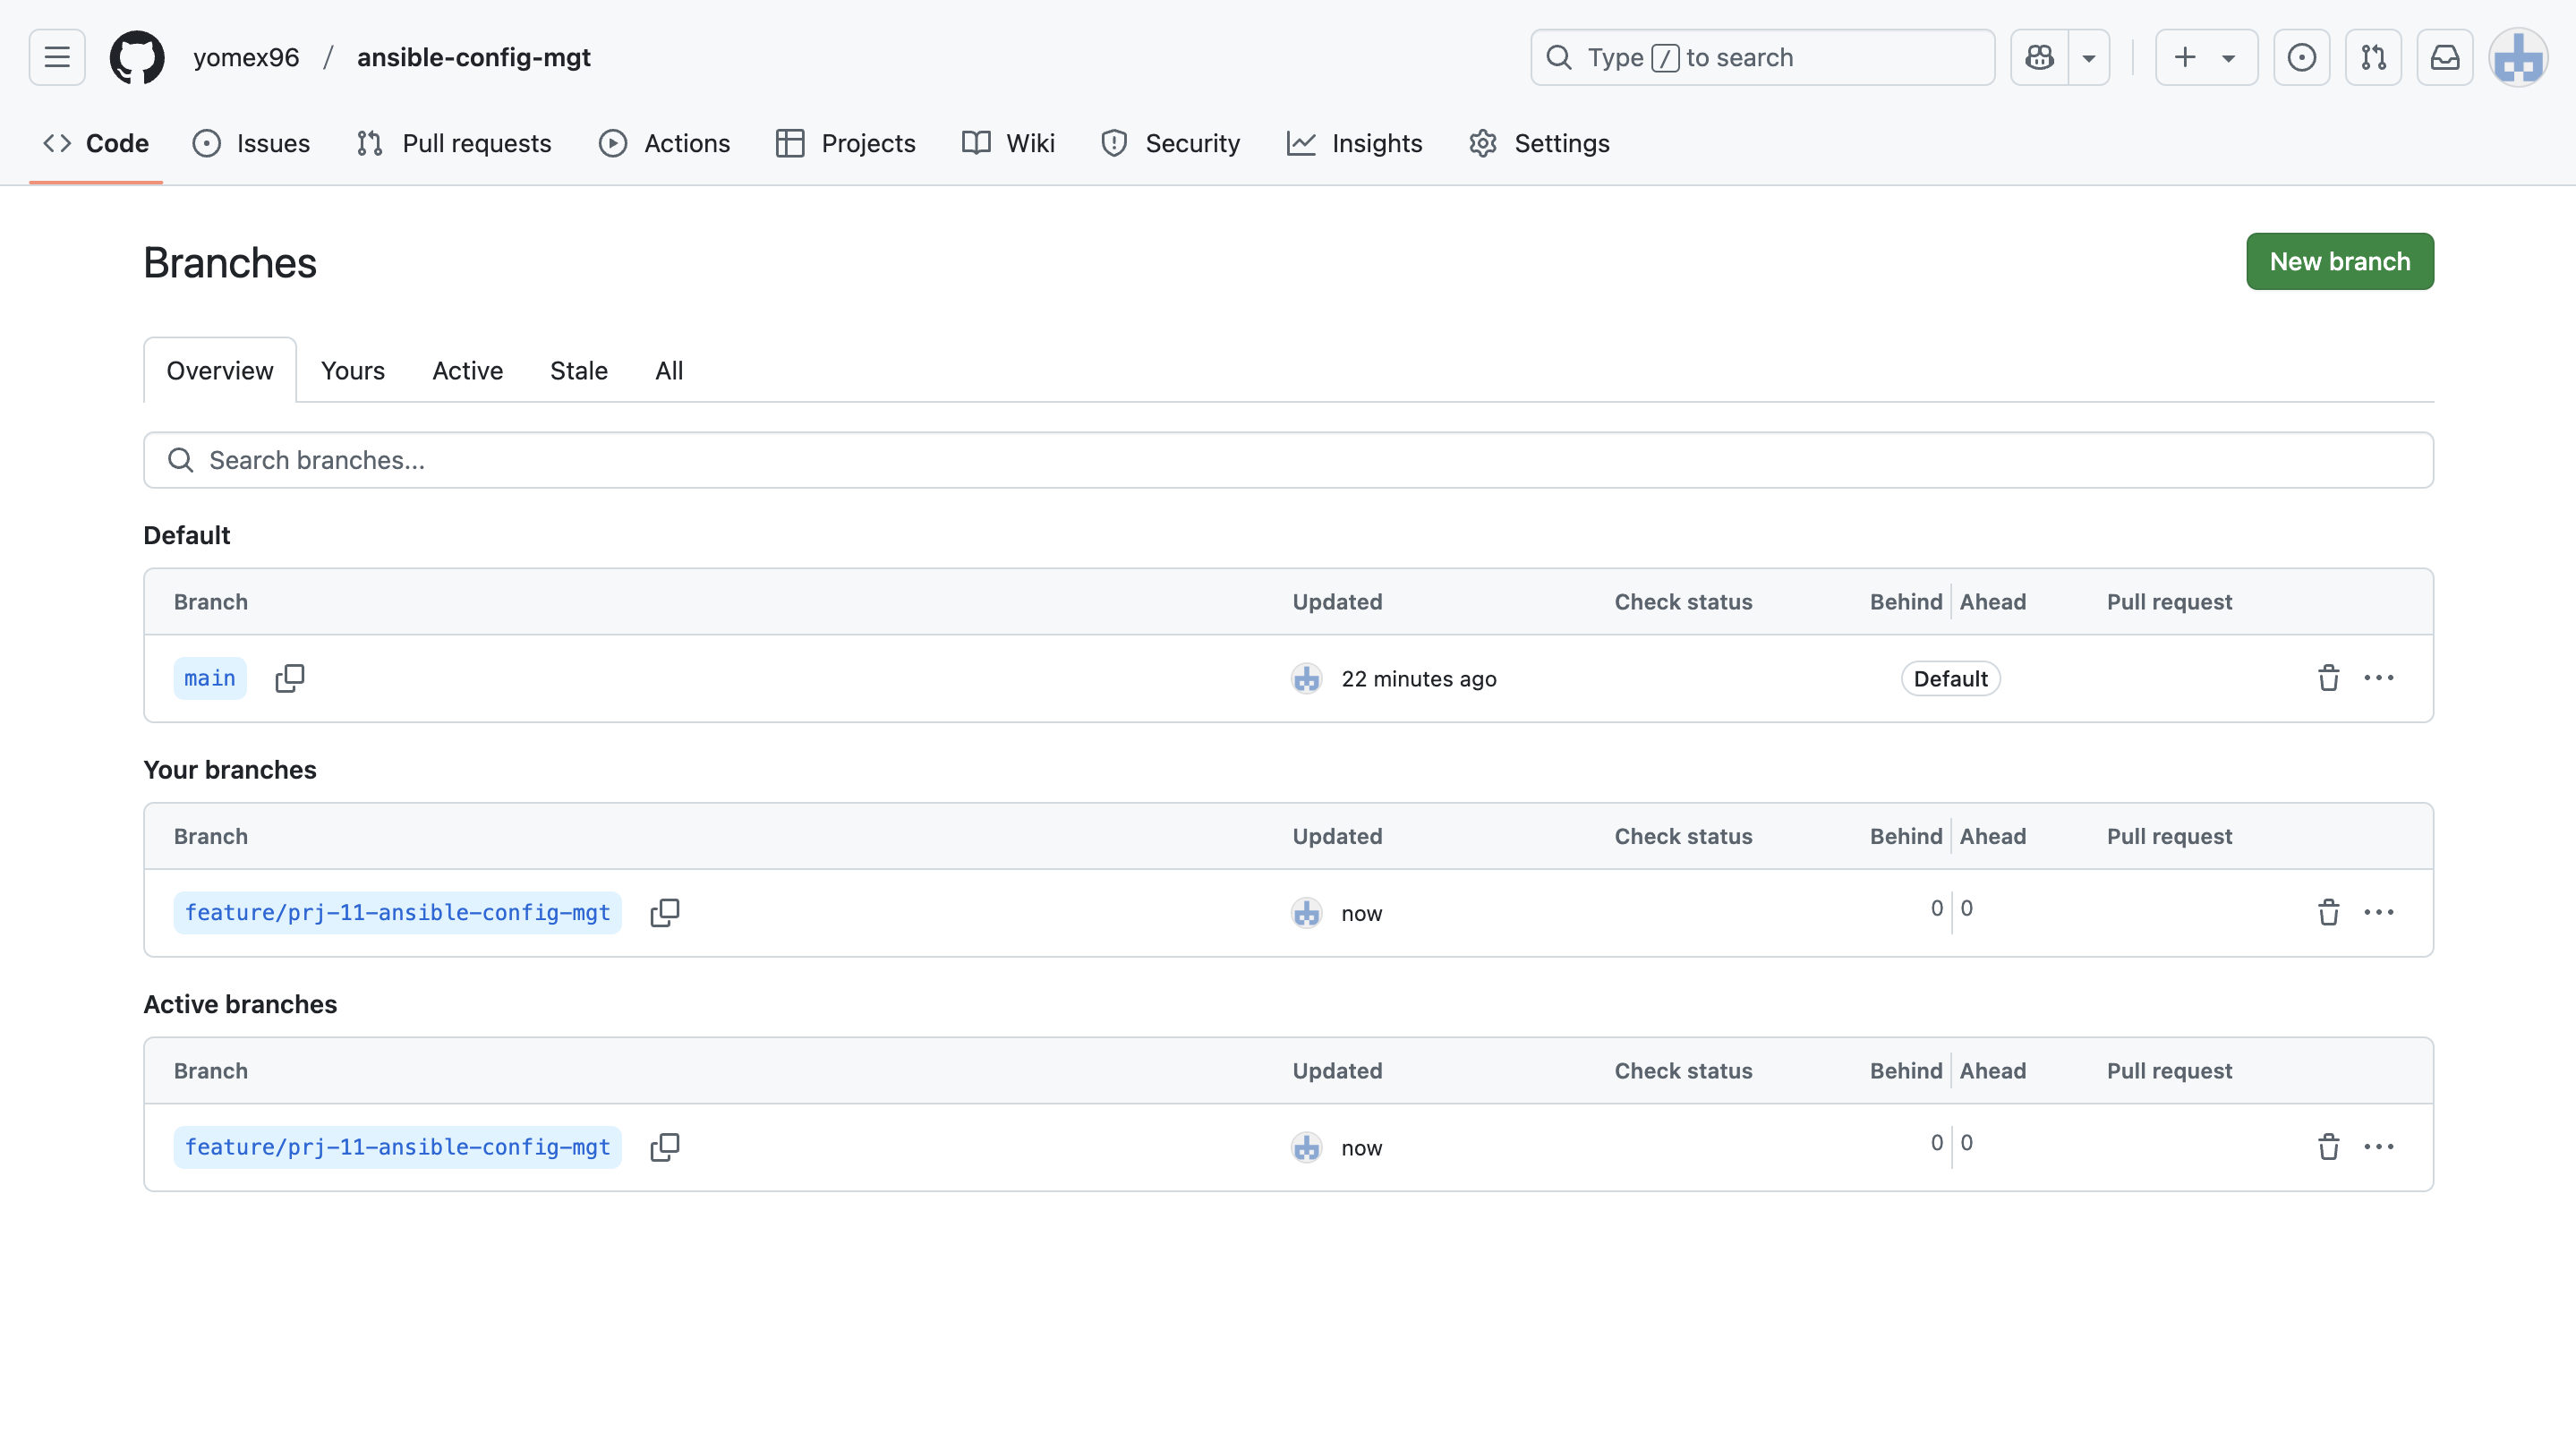 yomex96 / ansible-config-mgt
Type / to search
Code Issues Pull requests Actions Projects Wiki Security Insights Settings
Branches
New branch
Overview Yours Active Stale All
Search branches...
Default
Branch Updated Check status Behind Ahead Pull request
main 22 minutes ago Default
Your branches
Branch Updated Check status Behind Ahead Pull request
feature/prj-11-ansible-config-mgt now 0 0
Active branches
Branch Updated Check status Behind Ahead Pull request
feature/prj-11-ansible-config-mgt now 0 0